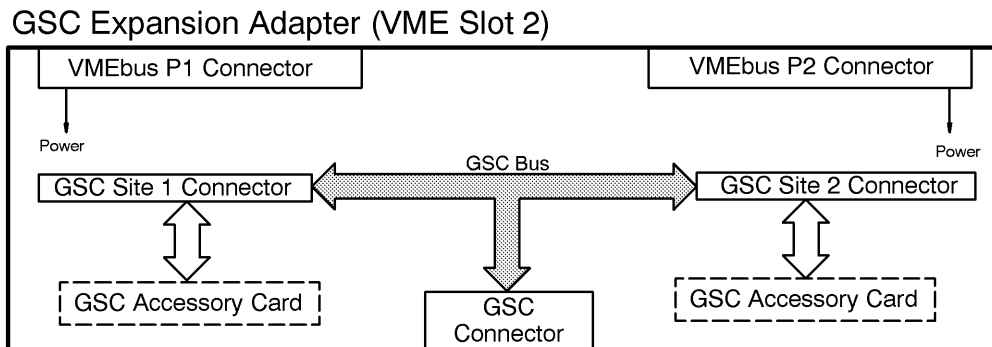 GSC Expansion Adapter (VME Slot 2)
VMEbus P1 Connector
VMEbus P2 Connector
Power
Power
GSC Bus
GSC Site 1 Connector
GSC Site 2 Connector
GSC Accessory Card
GSC Accessory Card
GSC
Connector